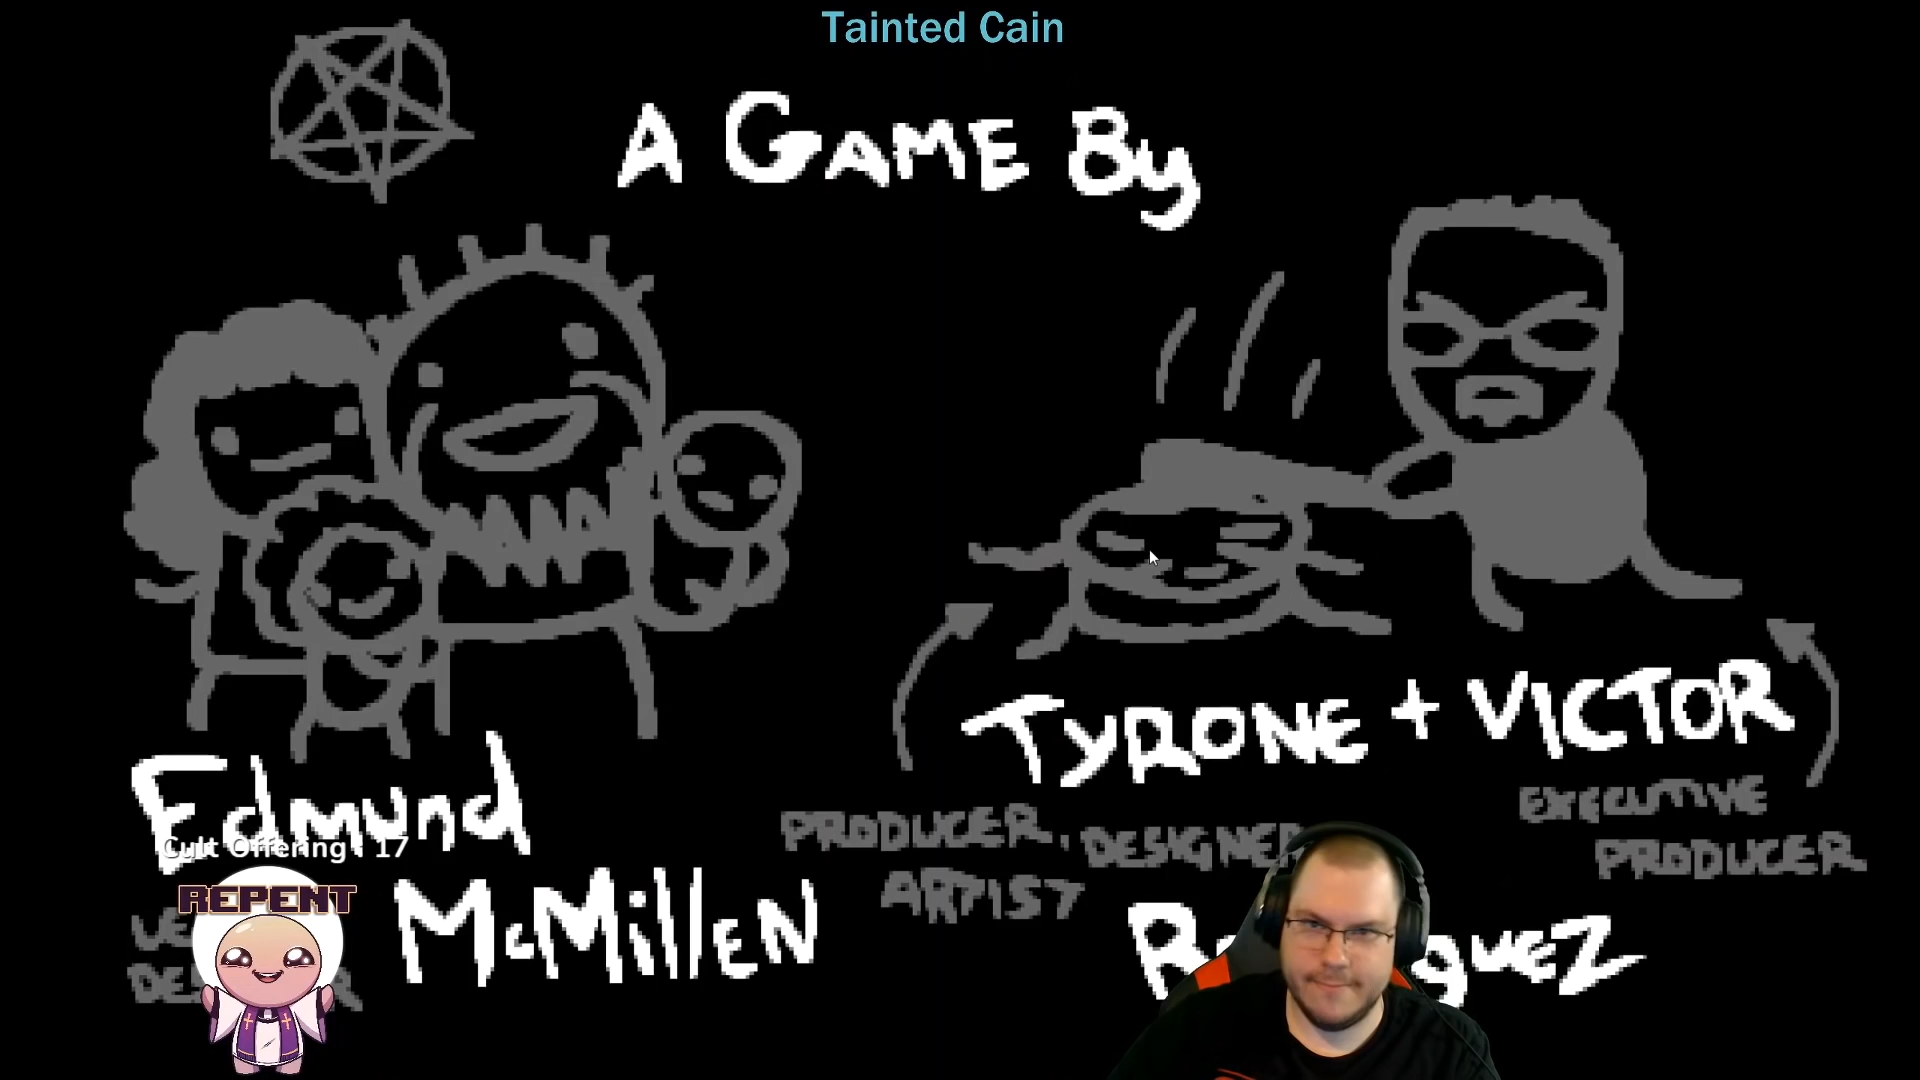 Tainted Cain
A GAME By
TYRONE + VICTOR
EXECUTIVE
PRODUCER
PRODUCER, DESIGNER
ARTIST
Edmund
McMillEN
Cult Offering : 17
REPENT